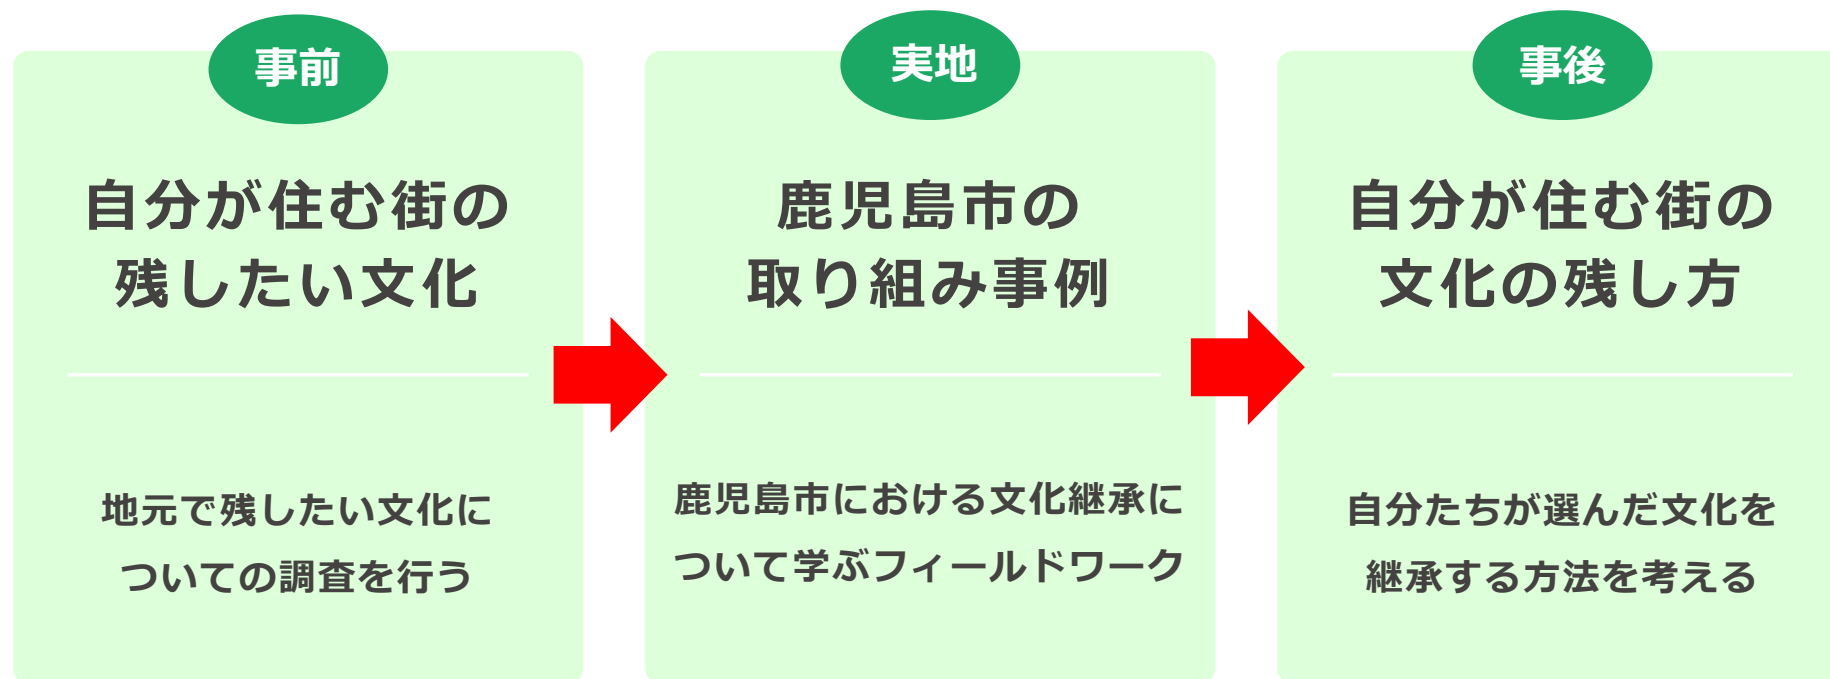 事前
自分が住む街の
残したい文化
地元で残したい文化に
ついての調査を行う
実地
鹿児島市の
取り組み事例
鹿児島市における文化継承に
ついて学ぶフィールドワーク
事後
自分が住む街の
文化の残し方
自分たちが選んだ文化を
継承する方法を考える